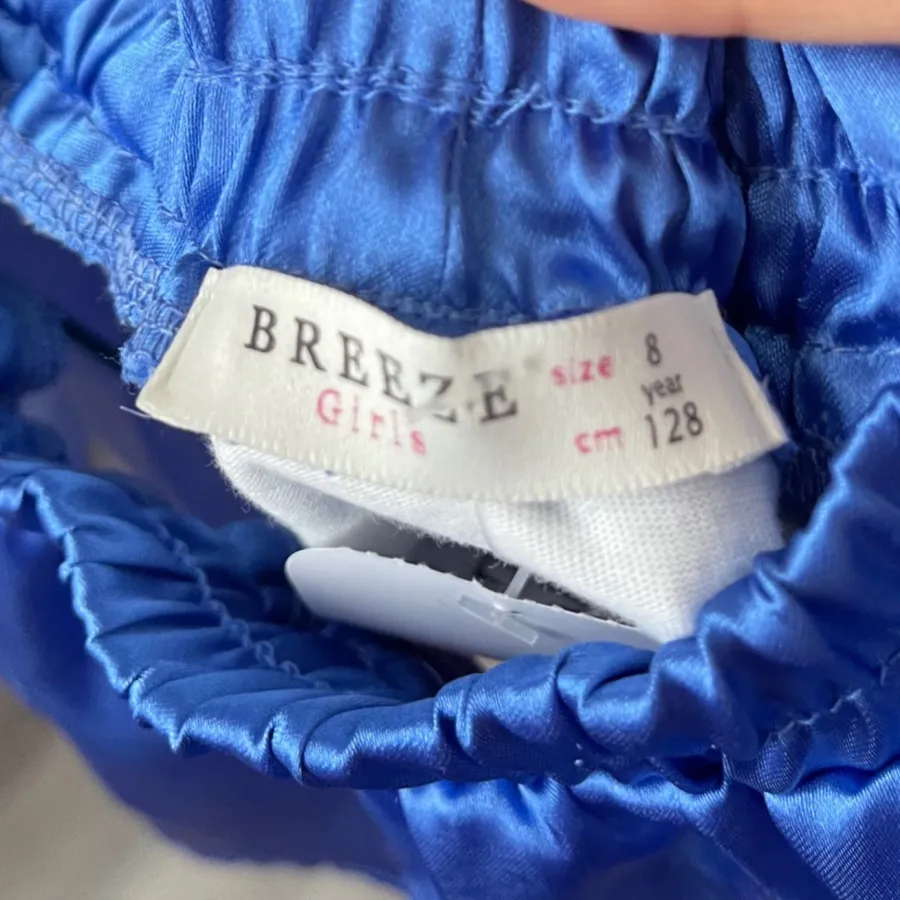 BREEZE
Girls
size 8
year
cm 128